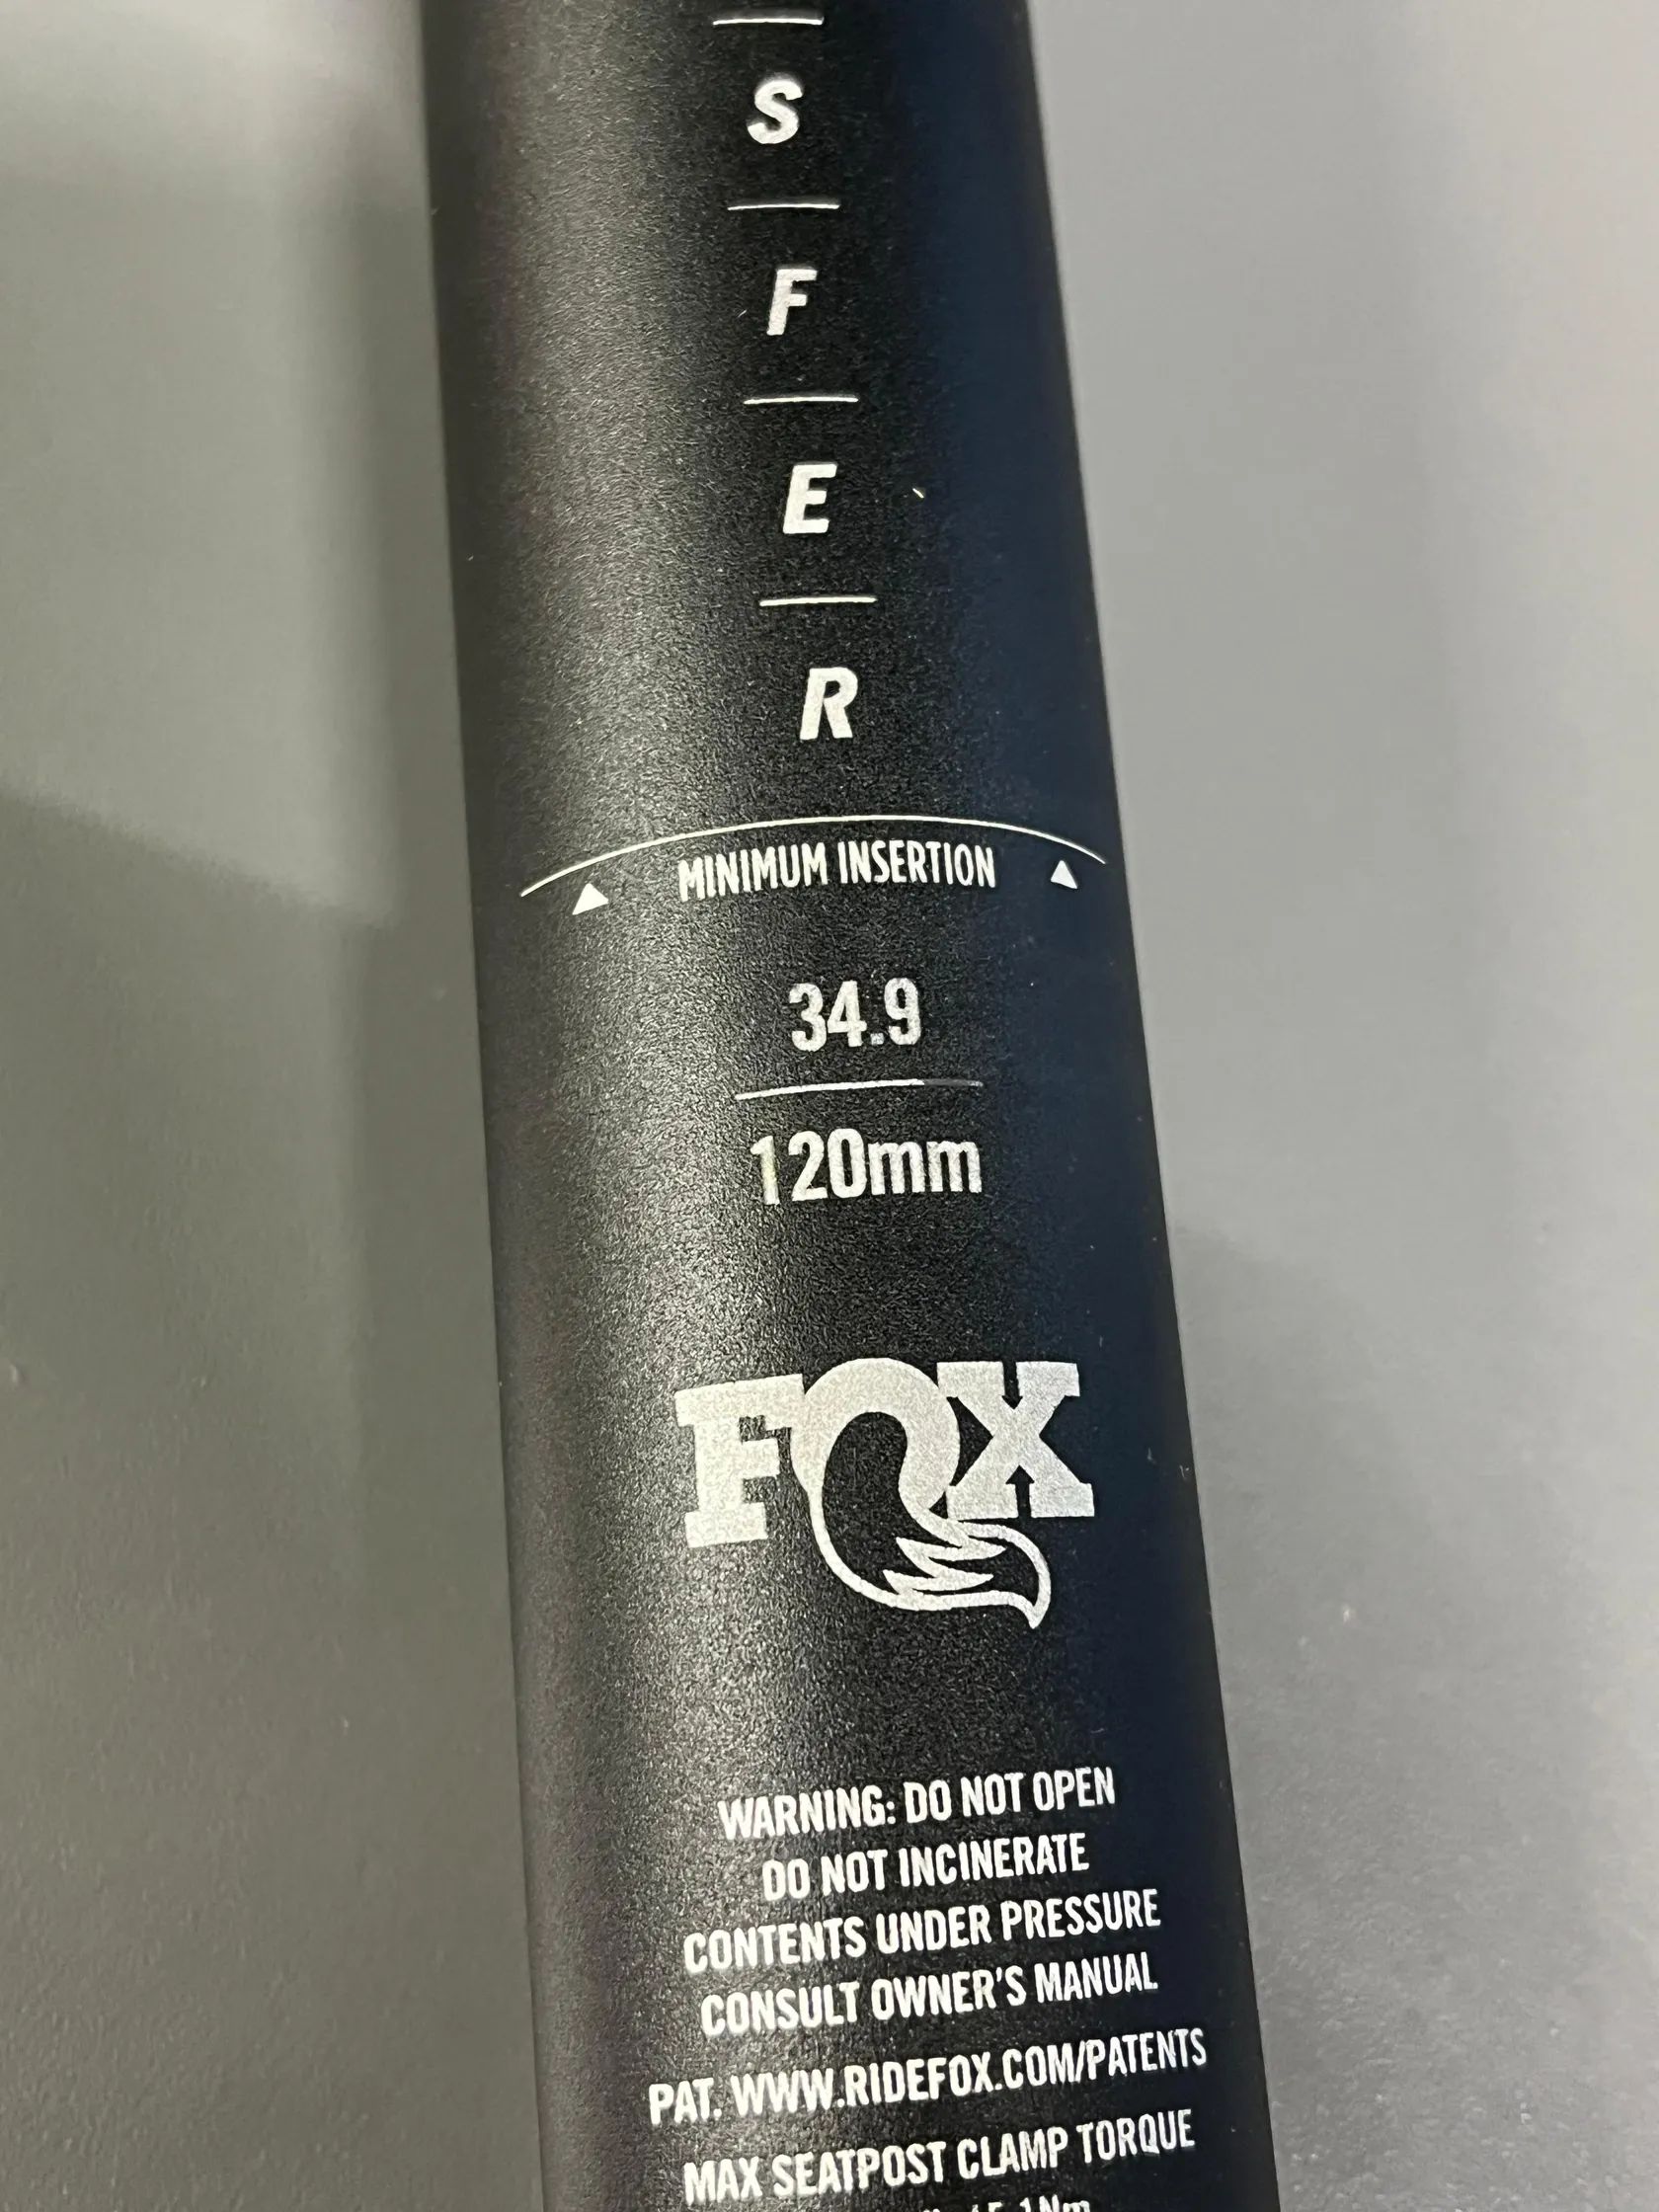 S
F
E
R
MINIMUM INSERTION
34.9
120mm
FOX
WARNING: DO NOT OPEN
DO NOT INCINERATE
CONTENTS UNDER PRESSURE
CONSULT OWNER'S MANUAL
PAT. WWW.RIDEFOX.COM/PATENTS
MAX SEATPOST CLAMP TORQUE